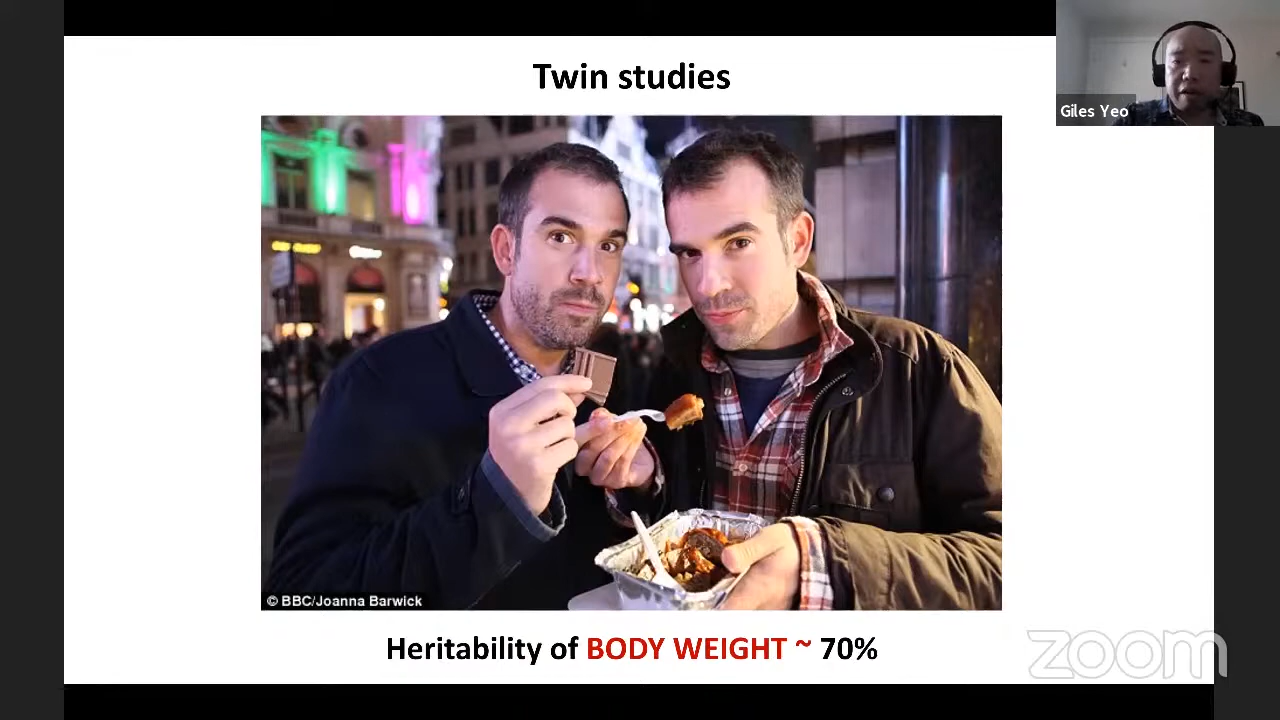 Twin studies
Giles Yeo
© BBC/Joanna Barwick
Heritability of BODY WEIGHT ~ 70%
zoom